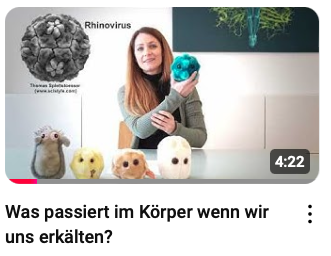 Rhinovirus
Thomas Splettstoesser
(www.scistyle.com)
4:22
Was passiert im Körper wenn wir
uns erkälten?